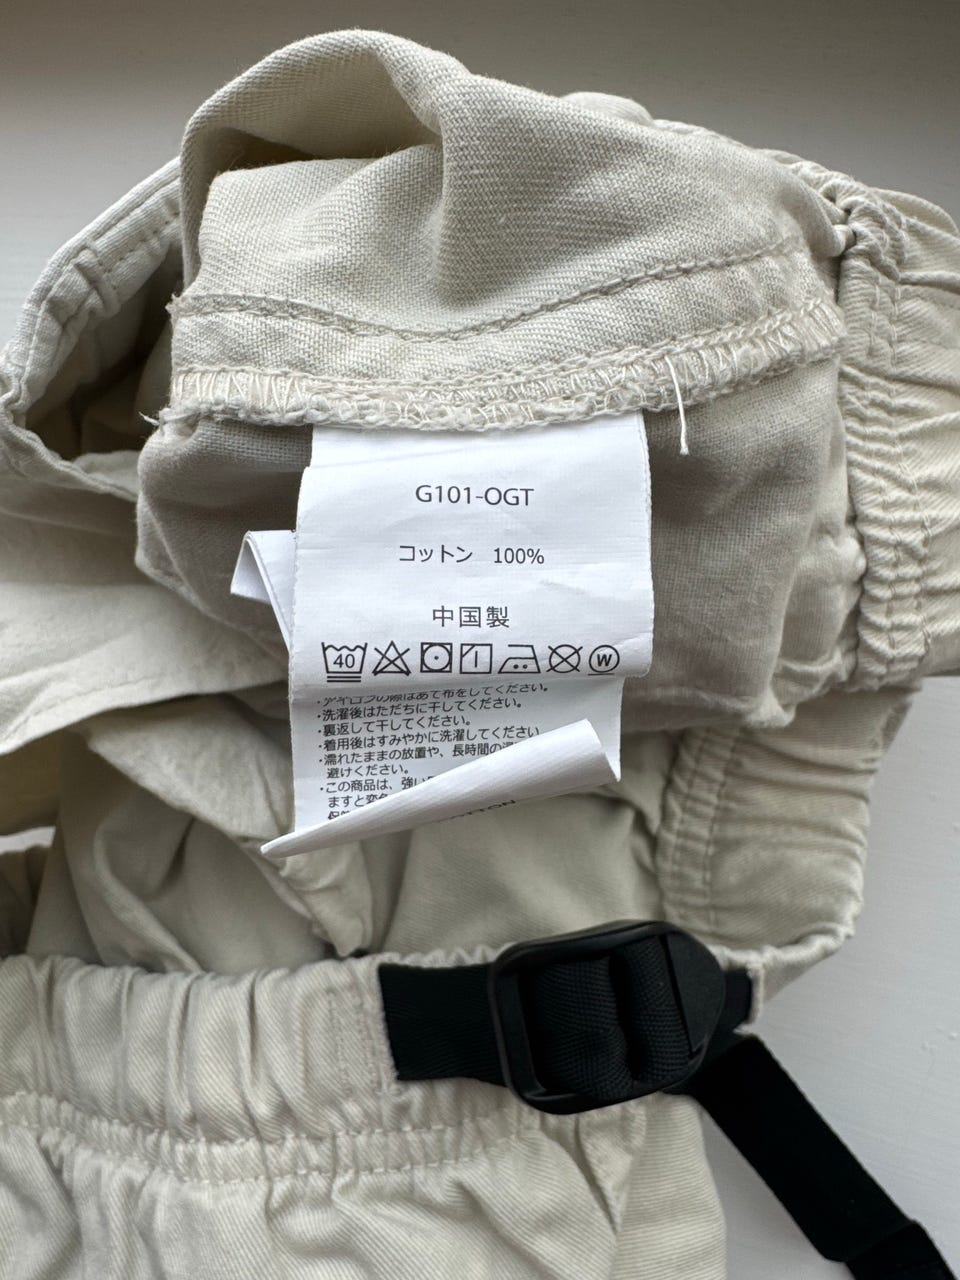 G101-OGT
コットン 100%
中国製
40 W
・アイロンの際はあて布をしてください。
・洗濯後はただちに干してください。
・裏返して干してください。
・着用後はすみやかに洗濯してください
・濡れたままの放置や、長時間の
避けください。
・この商品は、強い
ますと変色